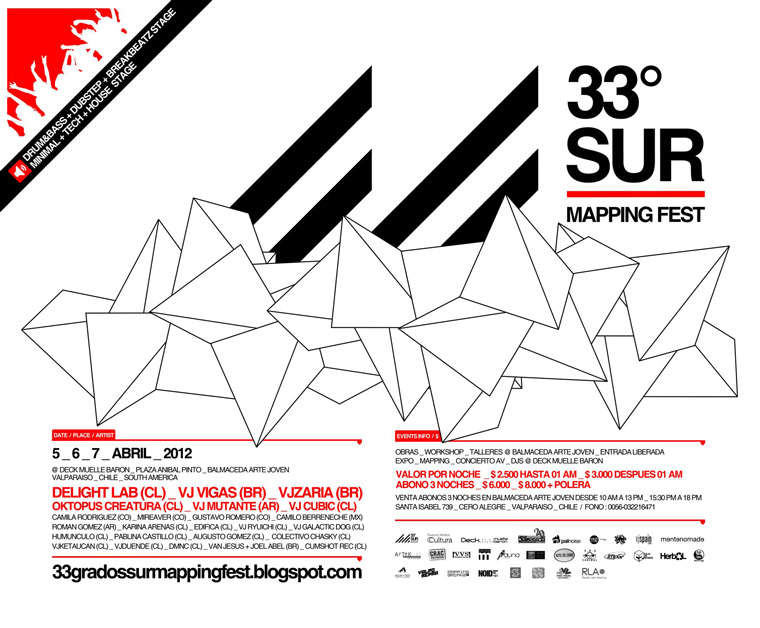 DRUM&BASS + DUBSTEP + BREAKBEATZ STAGE
MINIMAL + TECH + HOUSE STAGE
33°
SUR
MAPPING FEST
DATE / PLACE / ARTIST
5 _ 6 _ 7 _ ABRIL _ 2012
@ DECK MUELLE BARON _ PLAZA ANIBAL PINTO _ BALMACEDA ARTE JOVEN
VALPARAISO _ CHILE _ SOUTH AMERICA
DELIGHT LAB (CL) _ VJ VIGAS (BR) _ VJZARIA (BR)
OKTOPUS CREATURA (CL) _ VJ MUTANTE (AR) _ VJ CUBIC (CL)
CAMILA RODRIGUEZ (CO) _ MIREAVER (CO) _ GUSTAVO ROMERO (CL) _ CAMILO BERRENECHE (MX)
ROMAN GOMEZ (AR) _ KARINA ARENAS (CL) _ EDIFICA (CL) _ VJ RYUICHI (CL) _ VJ GALACTIC DOG (CL)
HUMUNCULO (CL) _ PABLINA CASTILLO (CL) _ AUGUSTO GOMEZ (CL) _ COLECTIVO CHASKY (CL)
VJKETAUCAN (CL) _ VJDUENDE (CL) _ DMNC (CL) _ VAN JESUS + JOEL ABEL (BR) _ CUMSHOT REC (CL)
33gradossurmappingfest.blogspot.com
EVENTS INFO / $
OBRAS _ WORKSHOP _ TALLERES @ BALMACEDA ARTE JOVEN _ ENTRADA LIBERADA
EXPO _ MAPPING _ CONCIERTO AV _ DJS @ DECK MUELLE BARON
VALOR POR NOCHE _ $ 2.500 HASTA 01 AM _ $ 3.000 DESPUES 01 AM
ABONO 3 NOCHES _ $ 6.000 _ $ 8.000 + POLERA
VENTA ABONOS 3 NOCHES EN BALMACEDA ARTE JOVEN DESDE 10 AM A 13 PM _ 15:30 PM A 18 PM
SANTA ISABEL 739 _ CERO ALEGRE _ VALPARAISO _ CHILE / FONO : 0056-032216471
Cultura
Deck
palnoise
mentenomade
CRAC
VVS
fauna
HerbOL
NOID
RLA